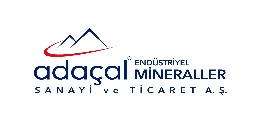 adaçal ENDÜSTRİYEL
MİNERALLER
SANAYİ ve TİCARET A.Ş.